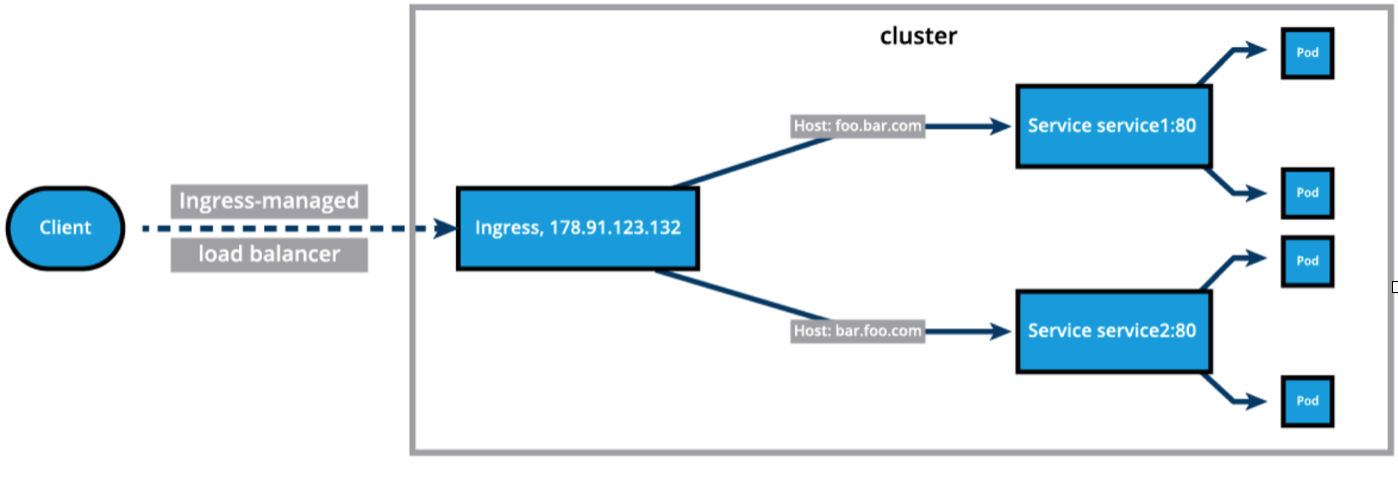 cluster
Client
Ingress-managed
load balancer
Ingress, 178.91.123.132
Host: foo.bar.com
Service service1:80
Pod
Pod
Host: bar.foo.com
Service service2:80
Pod
Pod